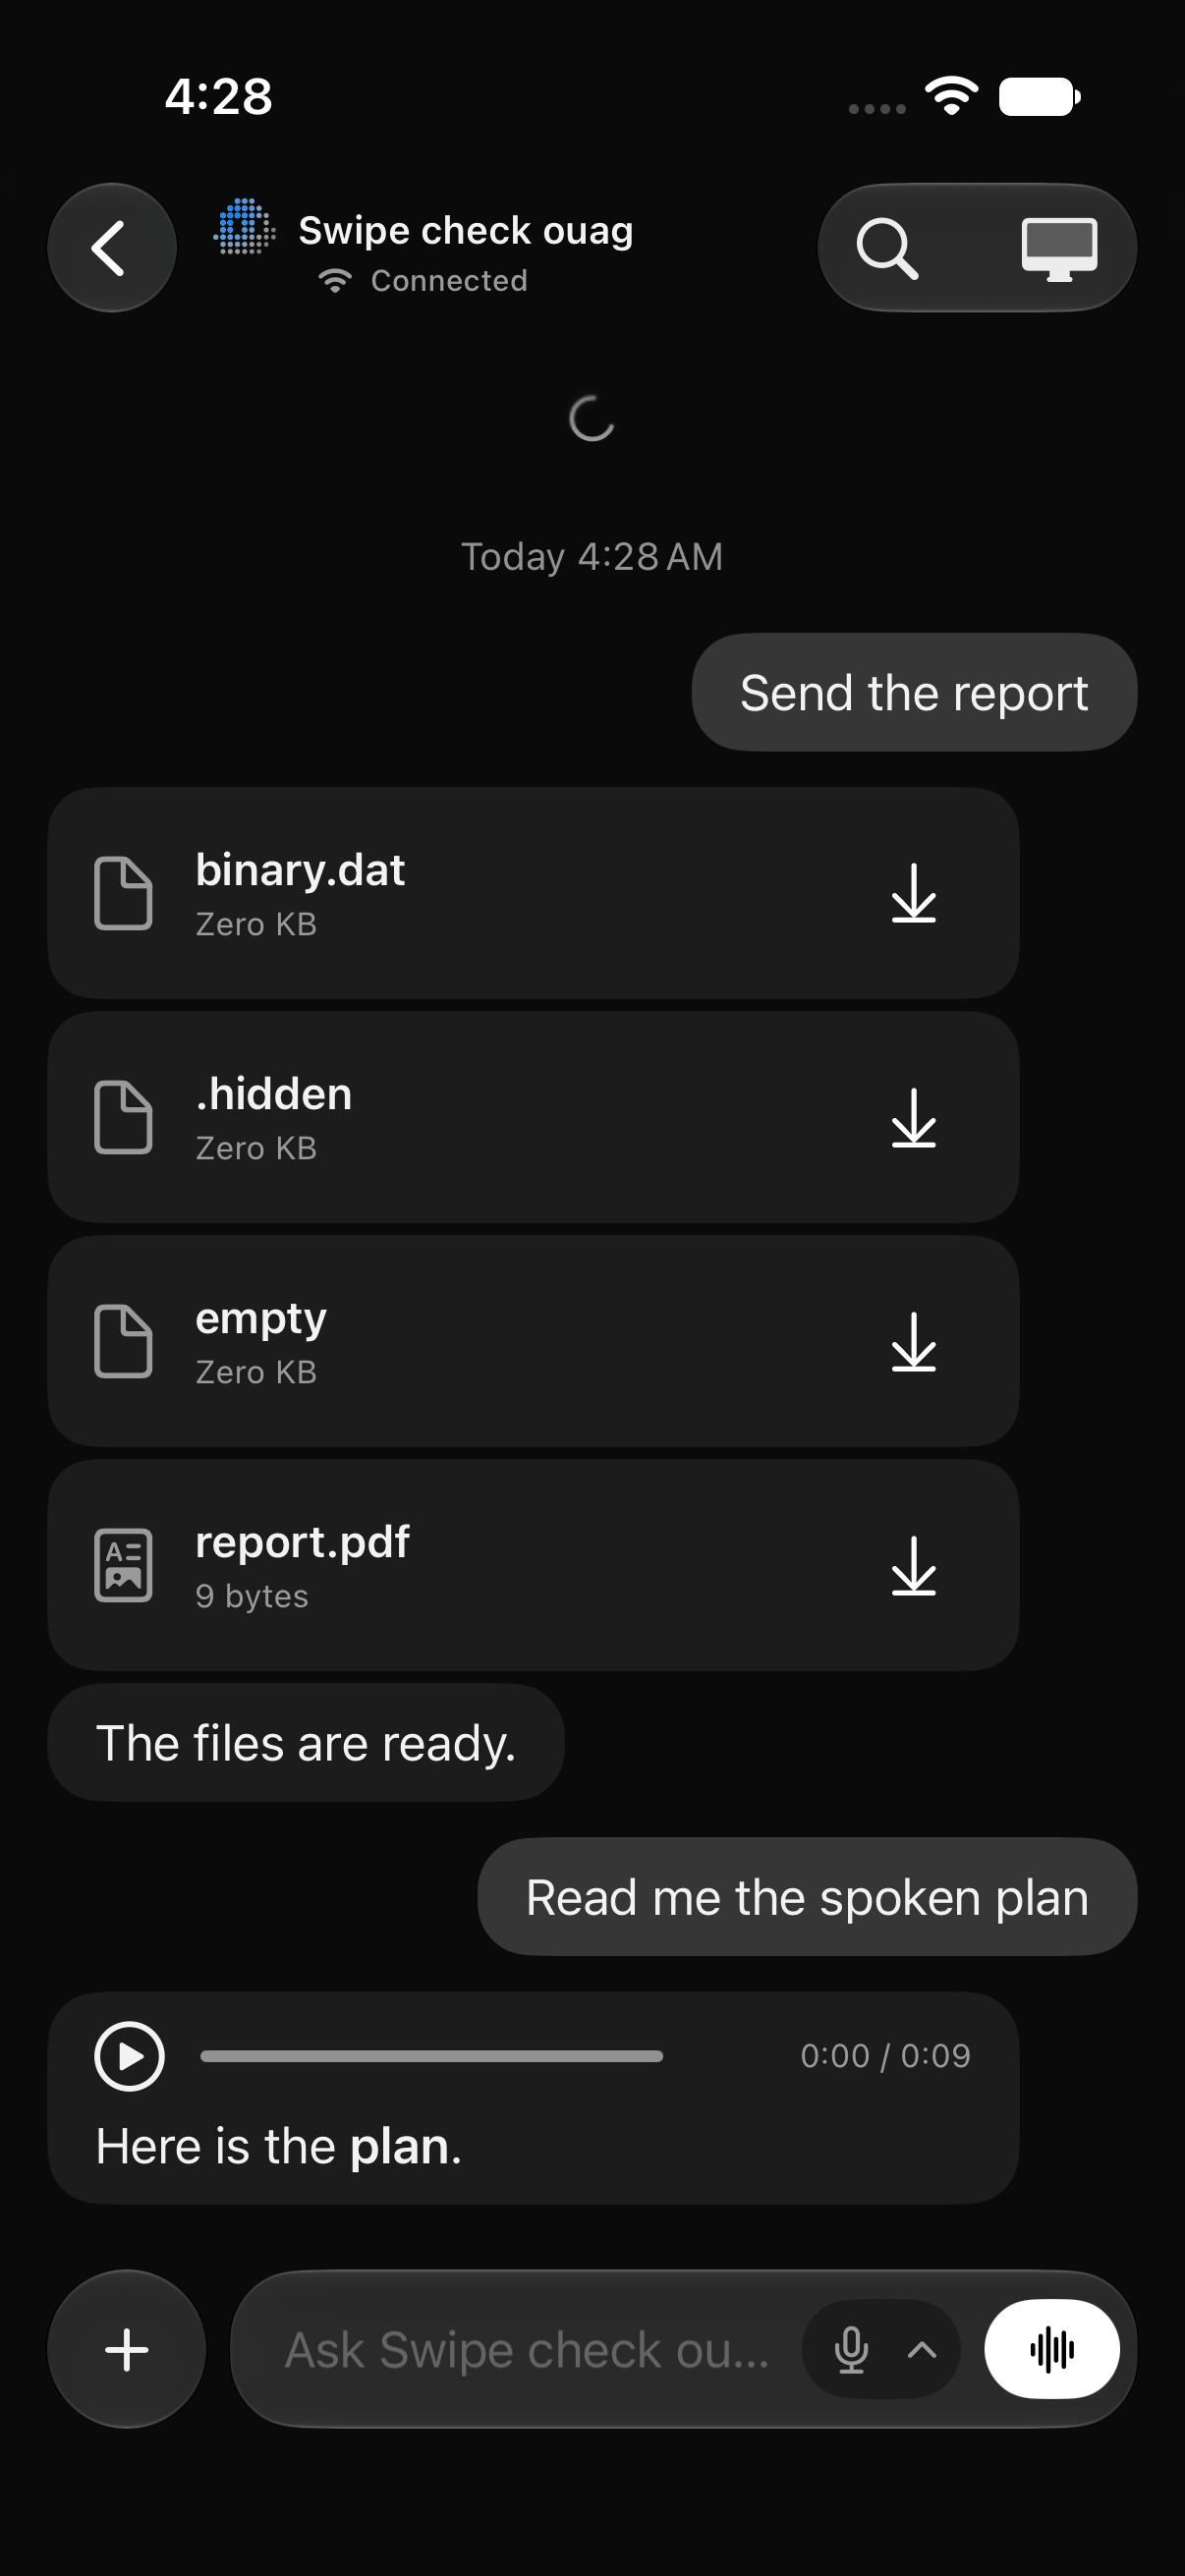 4:28
Swipe check ouag
Connected
Today 4:28 AM
Send the report
binary.dat
Zero KB
.hidden
Zero KB
empty
Zero KB
report.pdf
9 bytes
The files are ready.
Read me the spoken plan
0:00 / 0:09
Here is the plan.
Ask Swipe check ou...